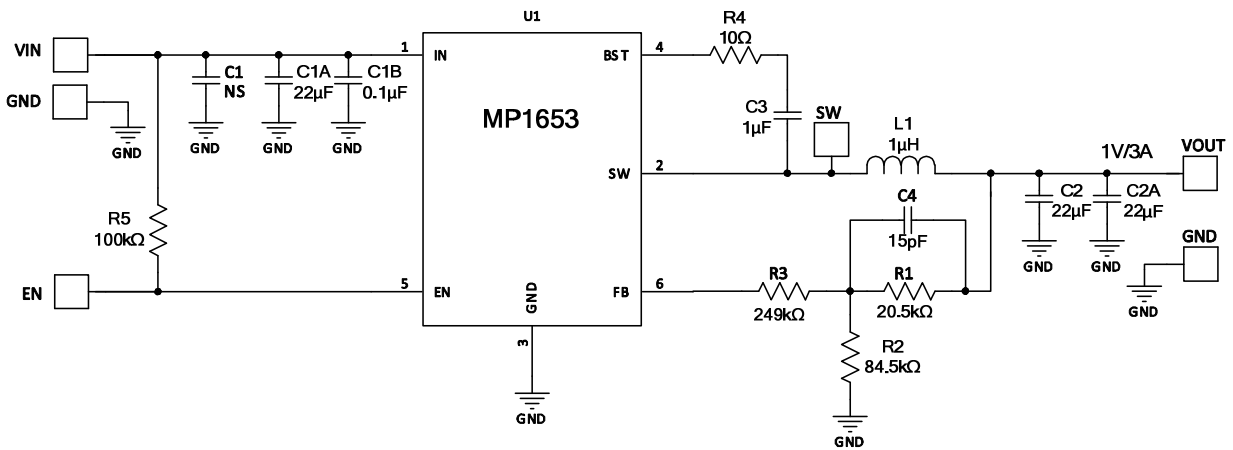 U1
VIN
GND
GND
C1
NS
GND
C1A
22µF
GND
C1B
0.1µF
GND
R5
100kΩ
EN
1
IN
MP1653
BST
4
SW
2
5
EN
GND
3
GND
FB
6
R4
10Ω
C3
1µF
SW
L1
1µH
1V/3A
VOUT
C4
15pF
C2
22µF
GND
C2A
22µF
GND
GND
GND
R3
249kΩ
R1
20.5kΩ
R2
84.5kΩ
GND